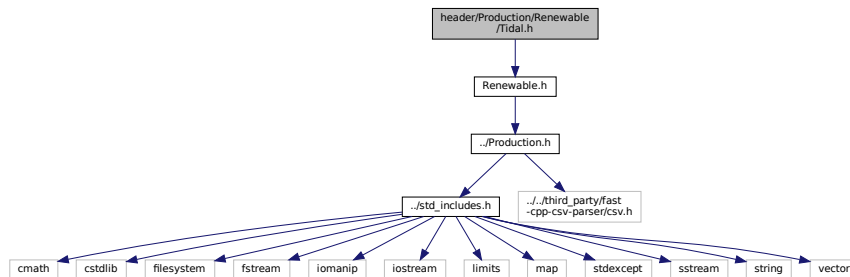 header/Production/Renewable
/Tidal.h
Renewable.h
../Production.h
../std_includes.h
../../third_party/fast
-cpp-csv-parser/csv.h
cmath
cstdlib
filesystem
fstream
iomanip
iostream
limits
map
stdexcept
sstream
string
vector